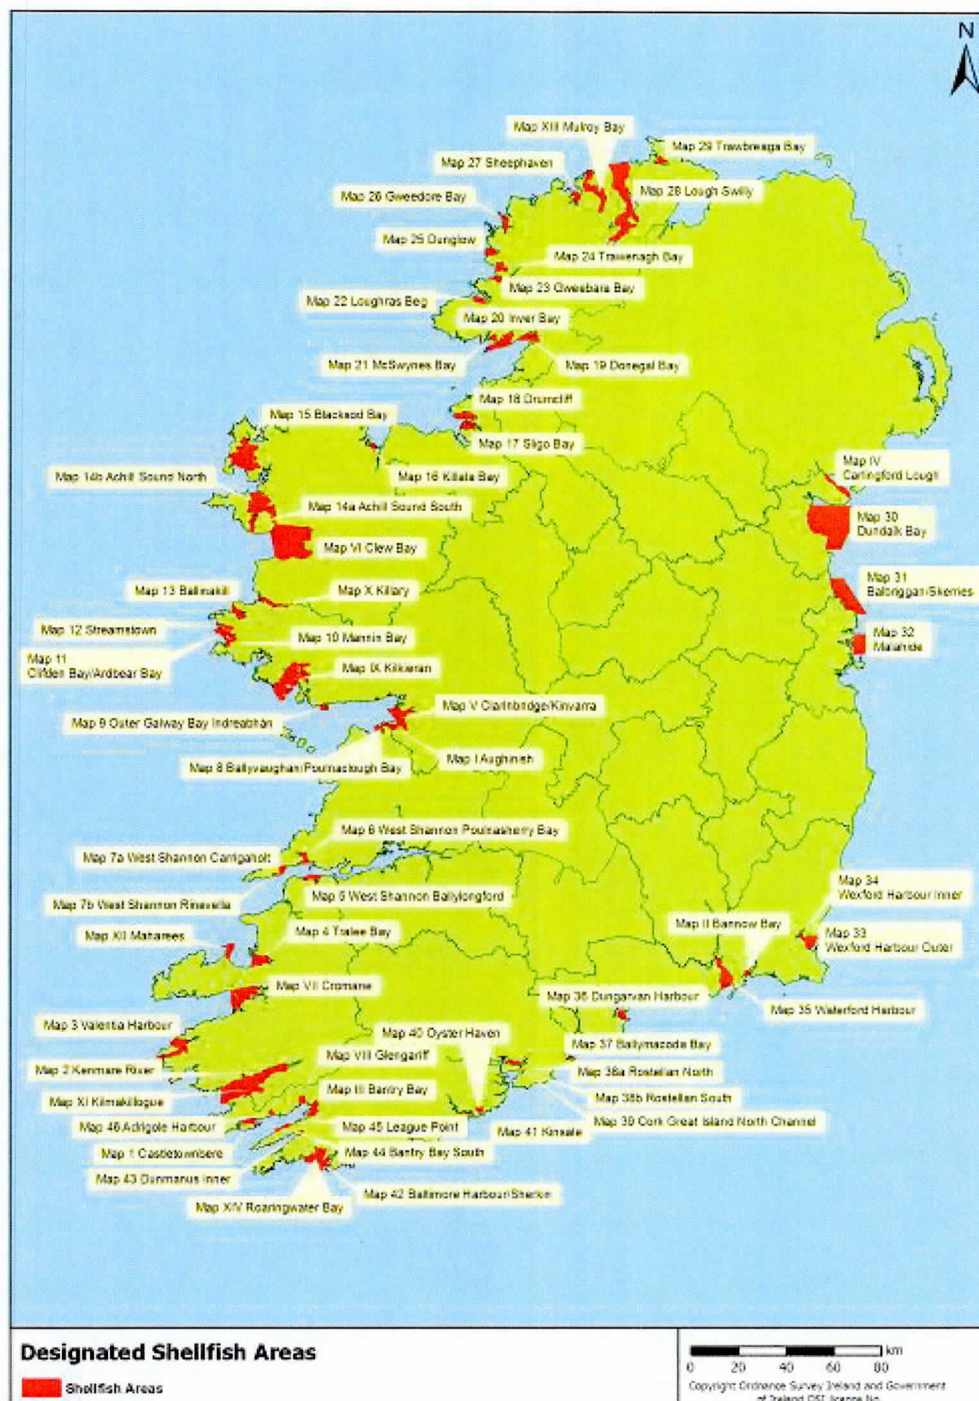 N
Map XIII Mulroy Bay
Map 29 Trawbreaga Bay
Map 27 Sheephaven
Map 28 Lough Swilly
Map 26 Gweedore Bay
Map 25 Dunglow
Map 24 Trawenagh Bay
Map 23 Gweebara Bay
Map 22 Loughras Beg
Map 20 Inver Bay
Map 21 McSwynes Bay
Map 19 Donegal Bay
Map 18 Drumcliff
Map 15 Blacksod Bay
Map 17 Sligo Bay
Map 14b Achill Sound North
Map 16 Killala Bay
Map IV
Carlingford Lough
Map 14a Achill Sound South
Map 30
Dundalk Bay
Map VI Clew Bay
Map 13 Ballinakill
Map X Killary
Map 31
Balbriggan/Skerries
Map 12 Streamstown
Map 10 Mannin Bay
Map 32
Malahide
Map 11
Clifden Bay/Ardbear Bay
Map IX Kilkieran
Map 9 Outer Galway Bay Indreabhán
Map V Clarinbridge/Kinvarra
Map 8 Ballyvaughan/Poulnaclough Bay
Map I Aughinish
Map 6 West Shannon Poulnasherry Bay
Map 7a West Shannon Carrigaholt
Map 5 West Shannon Ballylongford
Map 7b West Shannon Rinevella
Map 34
Wexford Harbour Inner
Map XII Maharees
Map 4 Tralee Bay
Map II Bannow Bay
Map 33
Wexford Harbour Outer
Map VII Cromane
Map 36 Dungarvan Harbour
Map 35 Waterford Harbour
Map 3 Valentia Harbour
Map 40 Oyster Haven
Map 37 Ballymacoda Bay
Map VIII Glengariff
Map 2 Kenmare River
Map 38a Rostellan North
Map III Bantry Bay
Map XI Kilmakillogue
Map 38b Rostellan South
Map 46 Adrigole Harbour
Map 45 League Point
Map 39 Cork Great Island North Channel
Map 41 Kinsale
Map 1 Castletownbere
Map 44 Bantry Bay South
Map 43 Dunmanus Inner
Map 42 Baltimore Harbour/Sherkin
Map XIV Roaringwater Bay
Designated Shellfish Areas
Shellfish Areas
km
0 20 40 60 80
Copyright Ordnance Survey Ireland and Government
of Ireland OSI licence No